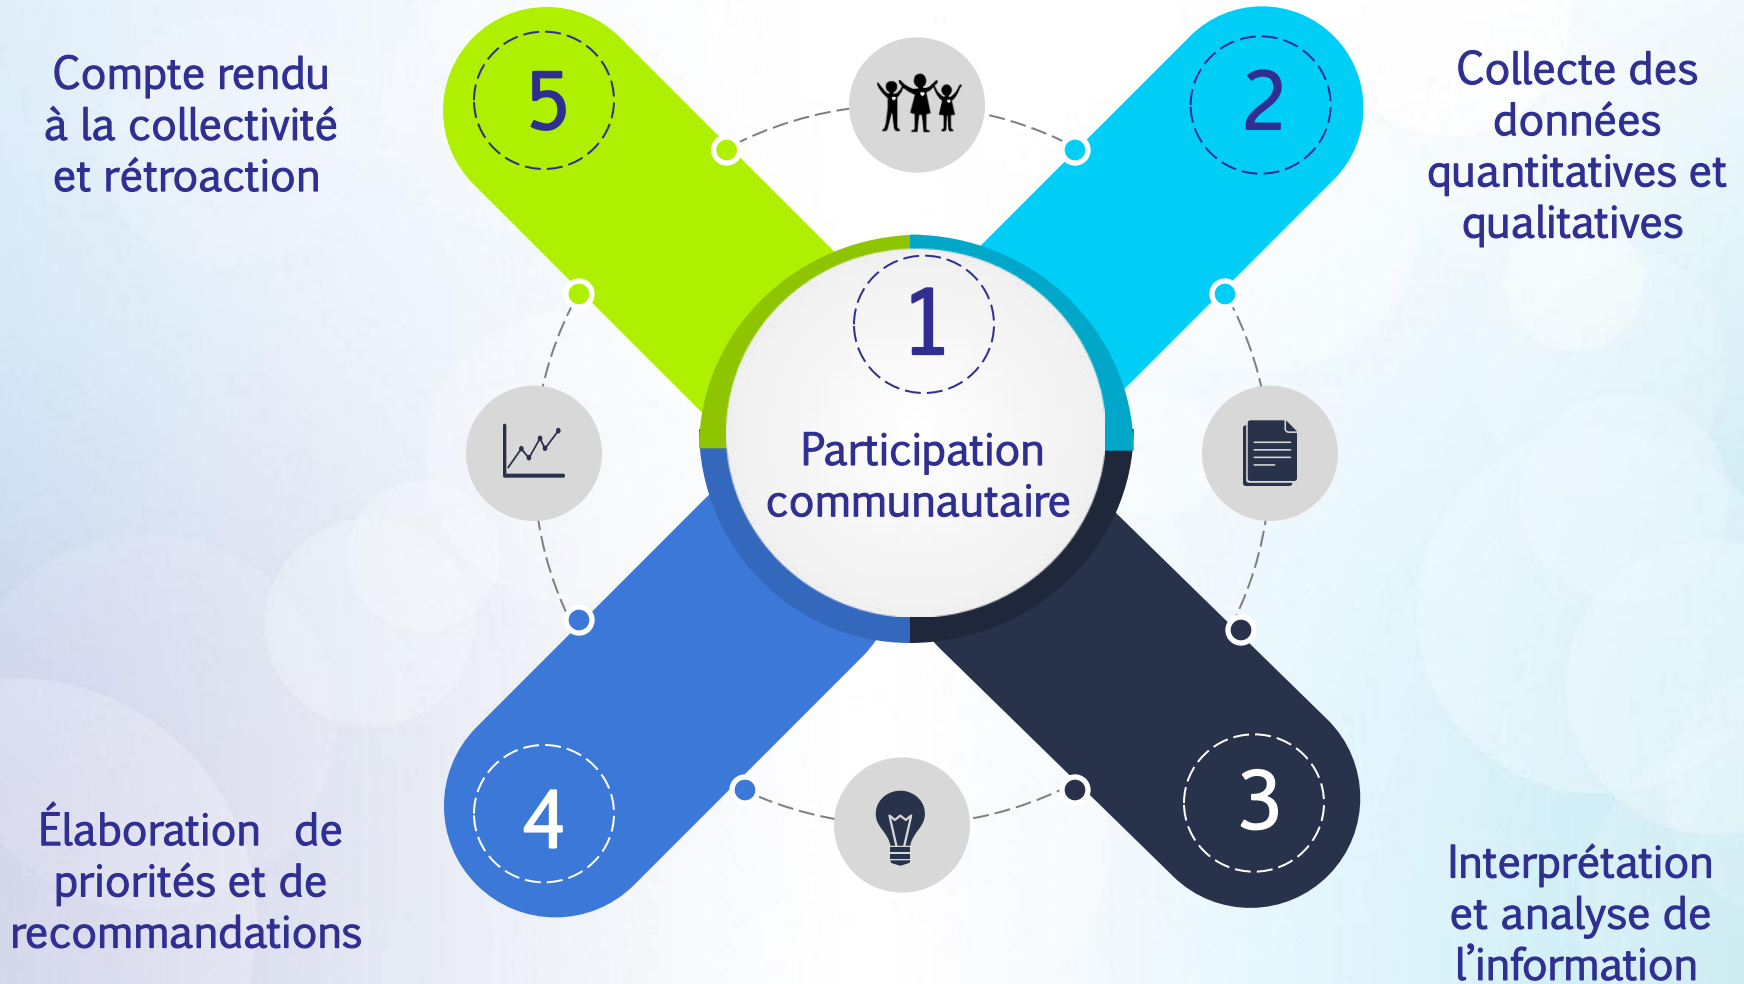 1
Participation
communautaire
2
Collecte des
données
quantitatives et
qualitatives
3
Interprétation
et analyse de
l’information
4
Élaboration de
priorités et de
recommandations
5
Compte rendu
à la collectivité
et rétroaction